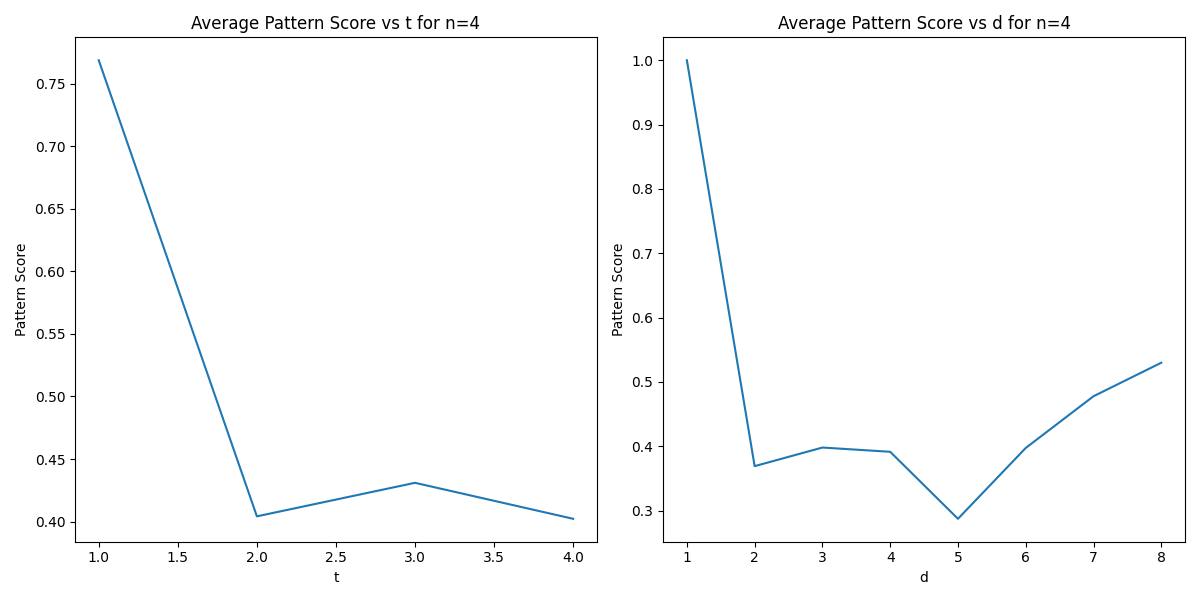 Average Pattern Score vs t for n=4
Pattern Score
0.75
0.70
0.65
0.60
0.55
0.50
0.45
0.40
1.0 1.5 2.0 2.5 3.0 3.5 4.0
t
Average Pattern Score vs d for n=4
Pattern Score
1.0
0.9
0.8
0.7
0.6
0.5
0.4
0.3
1 2 3 4 5 6 7 8
d